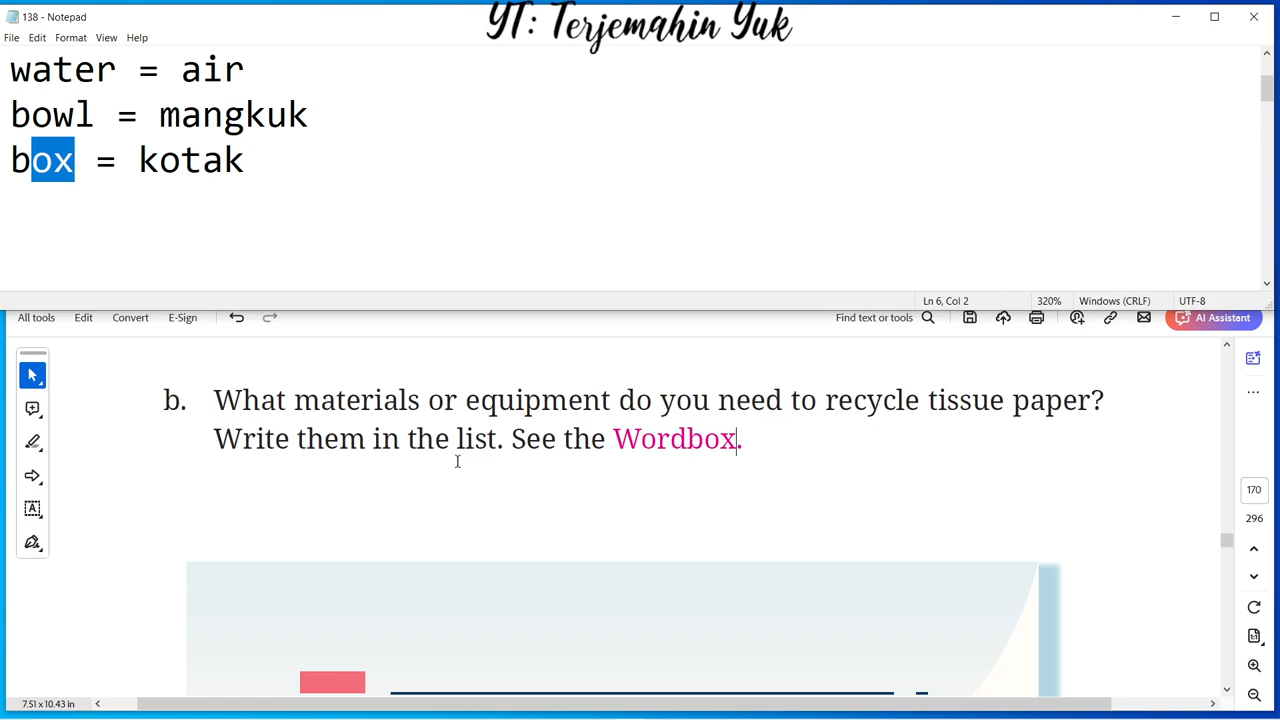 138 - Notepad
YT: Terjemahin Yuk
File Edit Format View Help
water = air
bowl = mangkuk
box = kotak
Ln 6, Col 2 320% Windows (CRLF) UTF-8
All tools Edit Convert E-Sign Find text or tools AI Assistant
b. What materials or equipment do you need to recycle tissue paper?
Write them in the list. See the Wordbox.
170
296
7.51 x 10.43 in